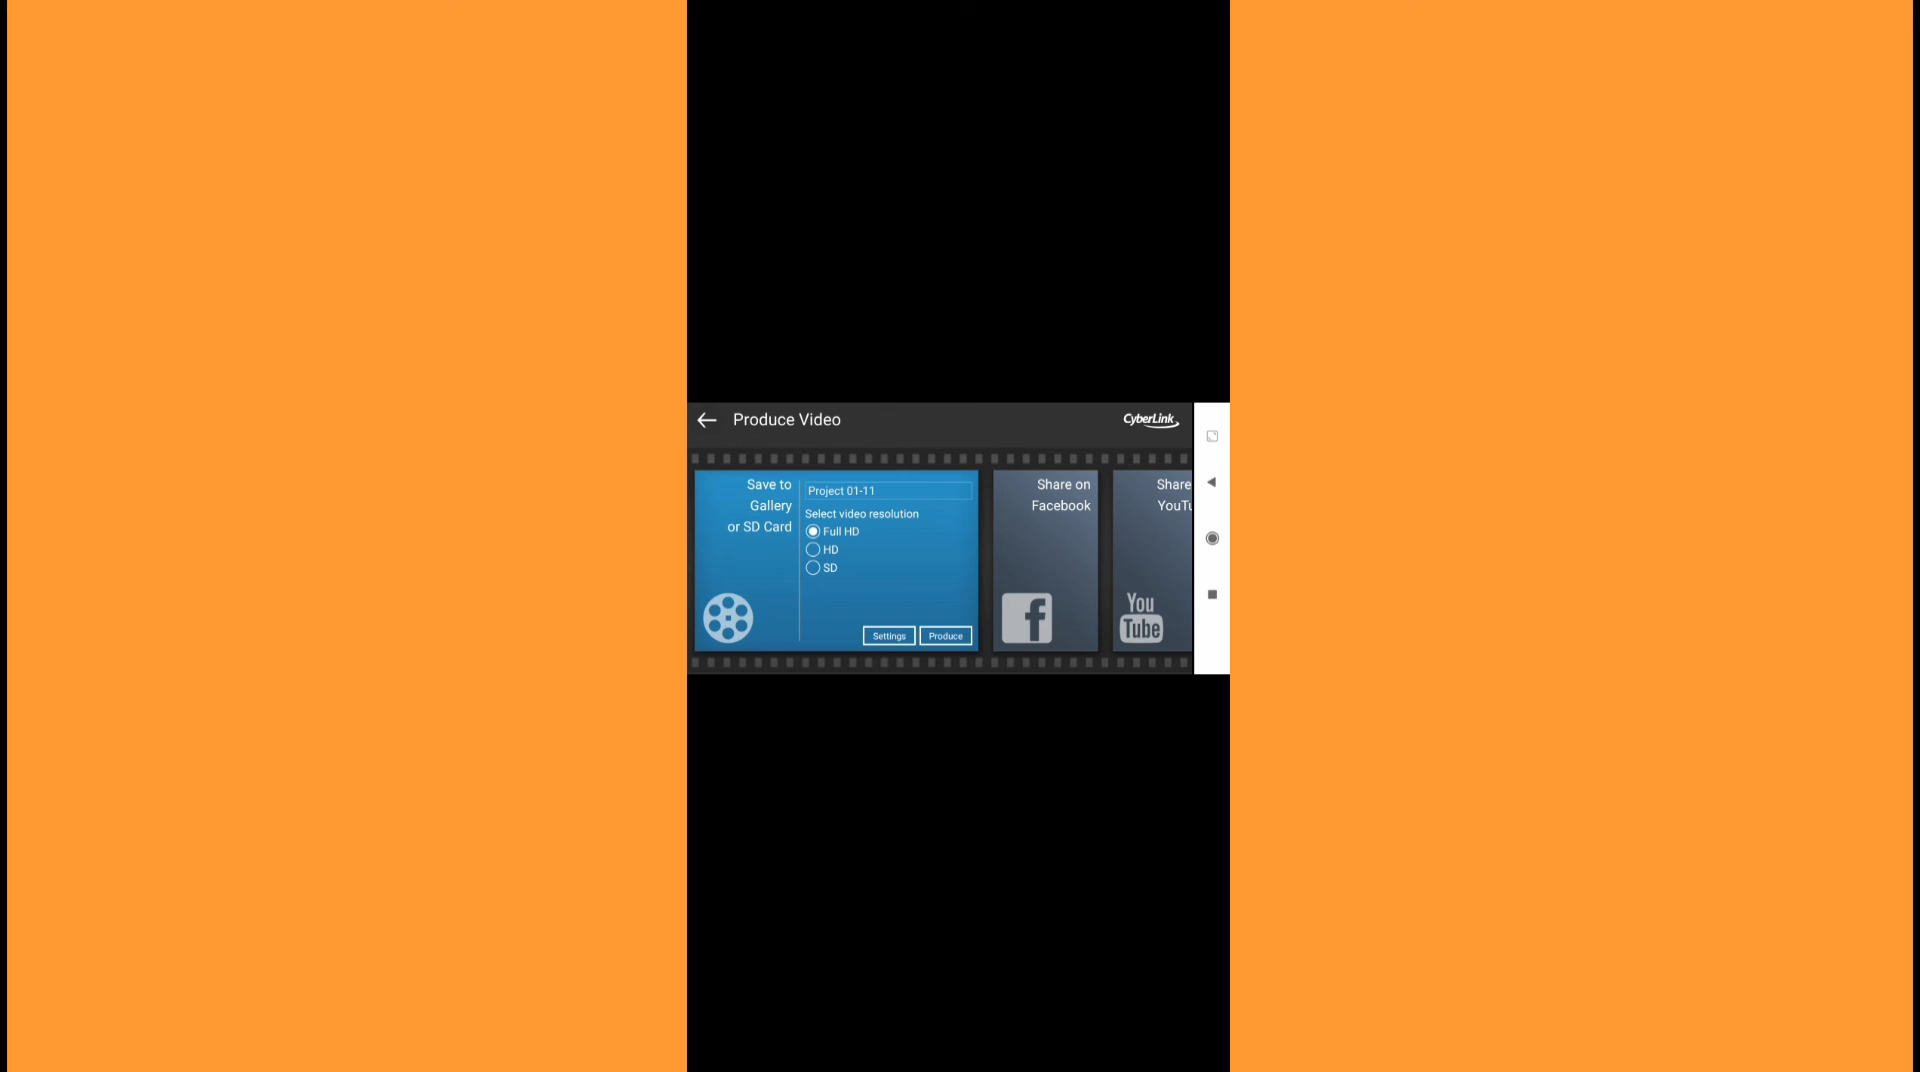 Produce Video
CyberLink
Save to
Gallery
or SD Card
Project 01-11
Select video resolution
Full HD
HD
SD
Settings
Produce
Share on
Facebook
Share
YouTu
You
Tube